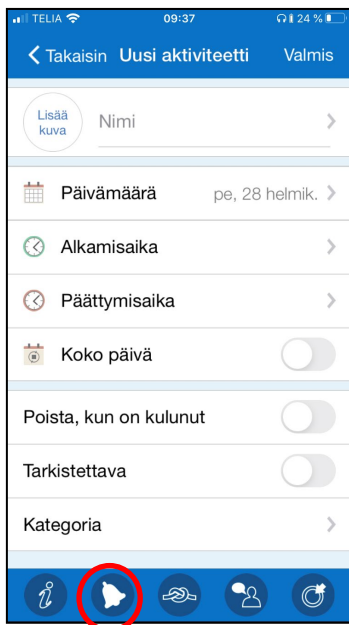 TELIA 09:37 24 %
Takaisin Uusi aktiviteetti Valmis
Lisää
kuva
Nimi
Päivämäärä pe, 28 helmik.
Alkamisaika
Päättymisaika
Koko päivä
Poista, kun on kulunut
Tarkistettava
Kategoria
i